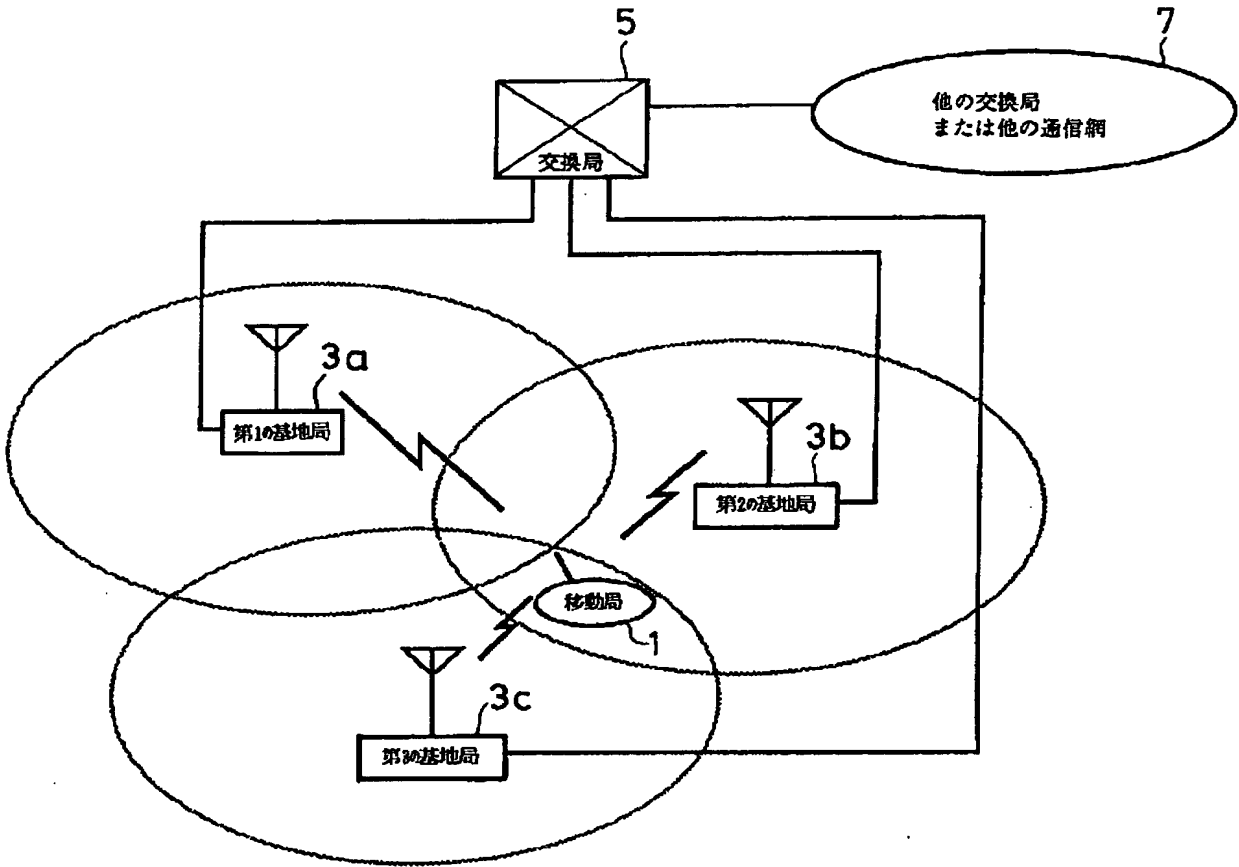 5
7
他の交換局
または他の通信網
交換局
3a
第1の基地局
3b
第2の基地局
移動局
1
3c
第3の基地局